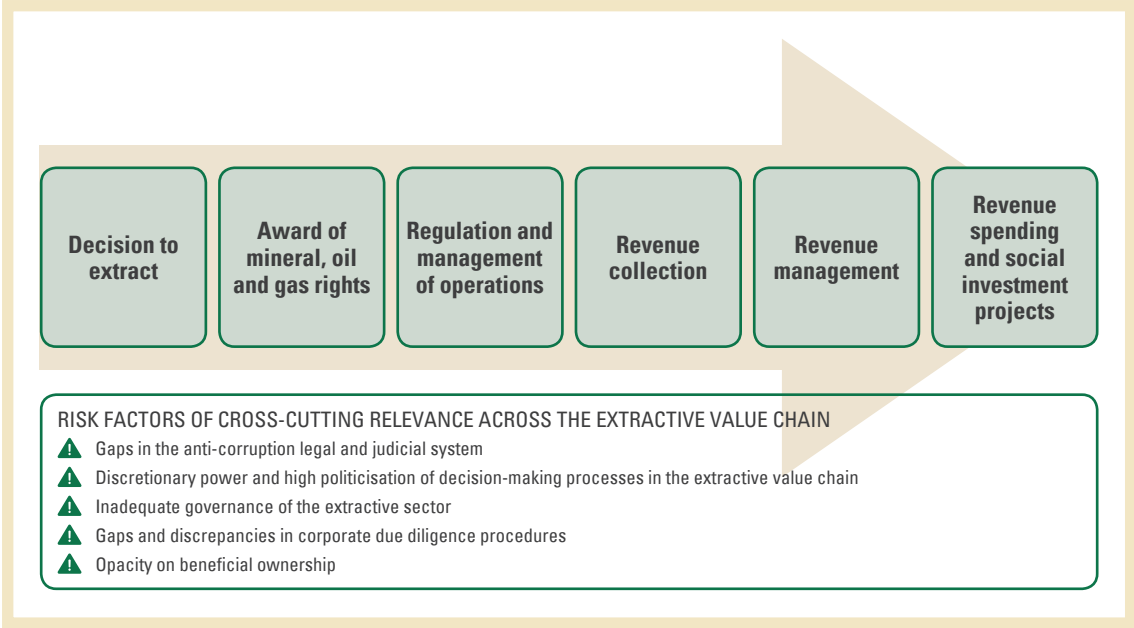 Decision to
extract
Award of
mineral, oil
and gas rights
Regulation and
management
of operations
Revenue
collection
Revenue
management
Revenue
spending
and social
investment
projects
RISK FACTORS OF CROSS-CUTTING RELEVANCE ACROSS THE EXTRACTIVE VALUE CHAIN
Gaps in the anti-corruption legal and judicial system
Discretionary power and high politicisation of decision-making processes in the extractive value chain
Inadequate governance of the extractive sector
Gaps and discrepancies in corporate due diligence procedures
Opacity on beneficial ownership